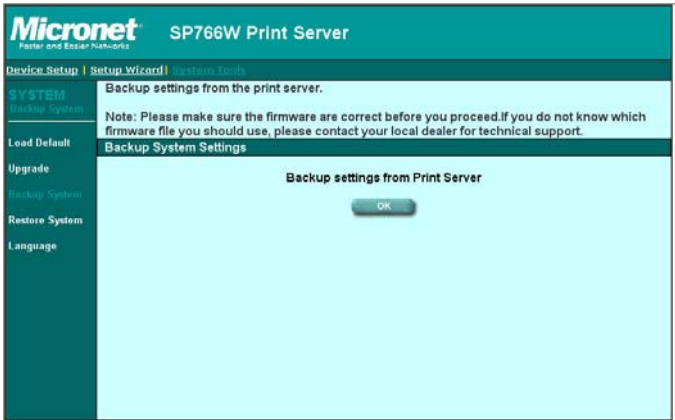 Micronet
Faster and Easier Networks
SP766W Print Server
Device Setup | Setup Wizard | System Tools
SYSTEM
Backup System
Load Default
Upgrade
Backup System
Restore System
Language
Backup settings from the print server.
Note: Please make sure the firmware are correct before you proceed.If you do not know which
firmware file you should use, please contact your local dealer for technical support.
Backup System Settings
Backup settings from Print Server
OK